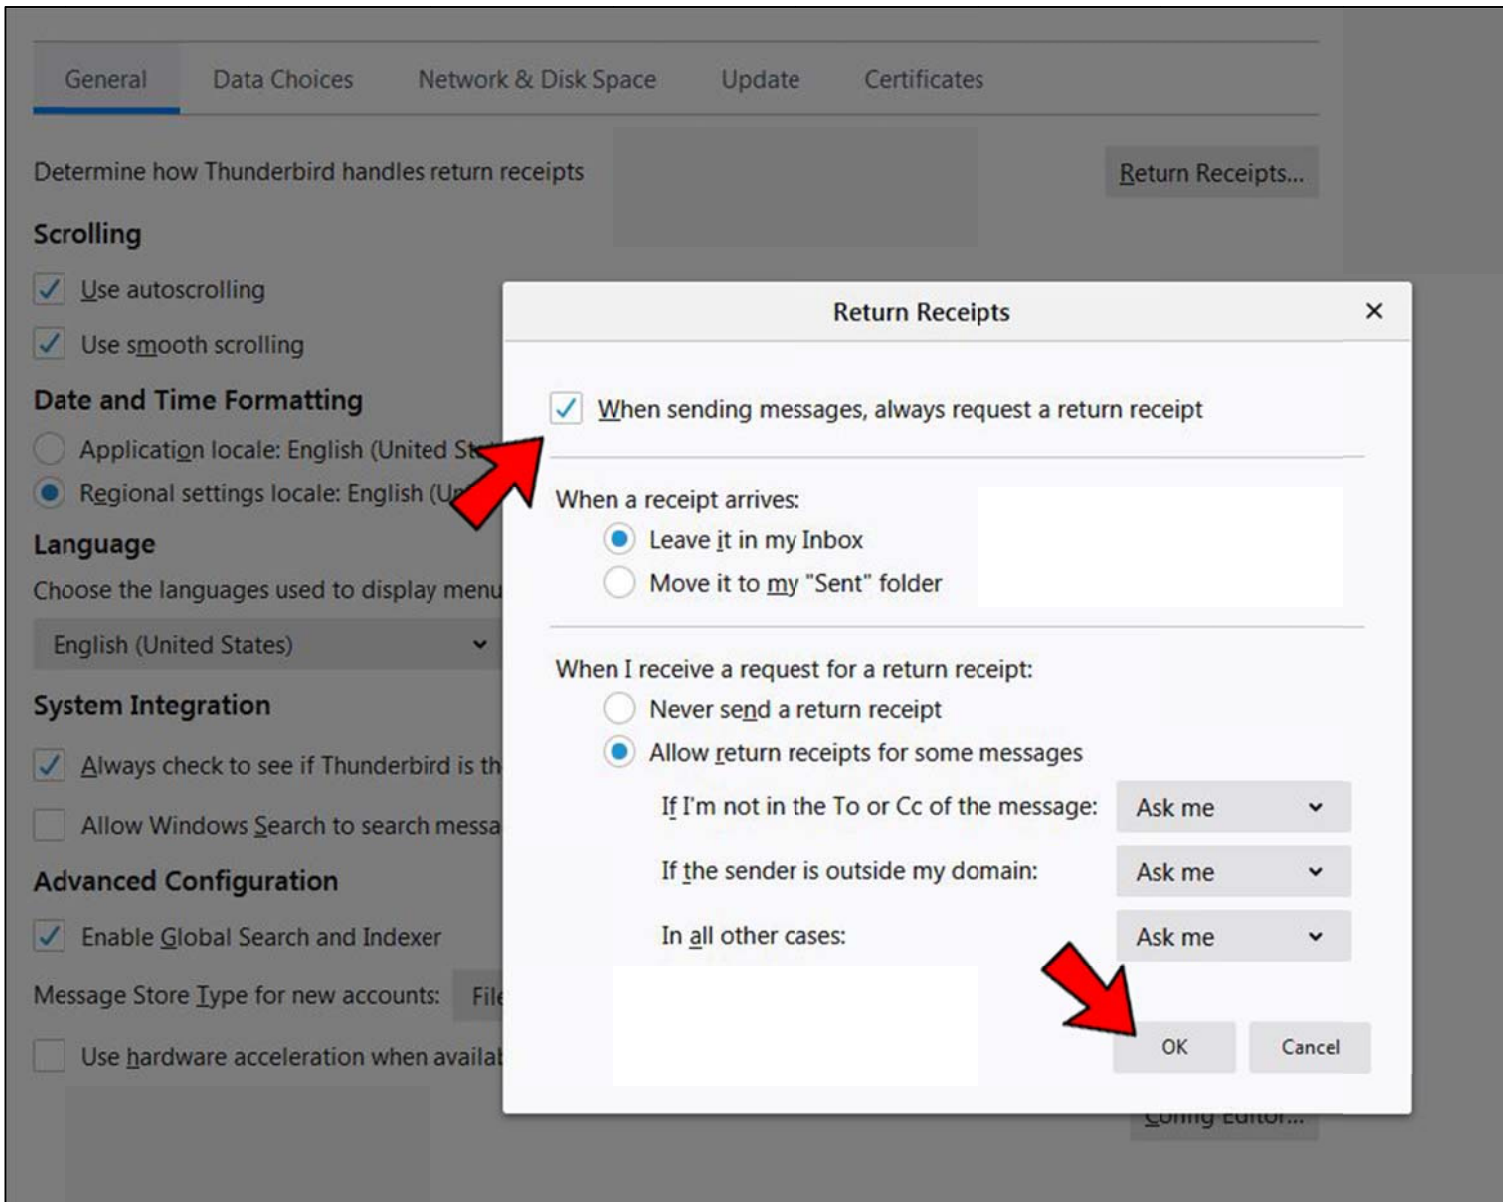 General Data Choices Network & Disk Space Update Certificates
Determine how Thunderbird handles return receipts Return Receipts...
Scrolling
Use autoscrolling
Use smooth scrolling
Date and Time Formatting
Application locale: English (United
Regional settings locale: English
Language
Choose the languages used to display menu
English (United States)
System Integration
Always check to see if Thunderbird is th
Allow Windows Search to search messa
Advanced Configuration
Enable Global Search and Indexer
Message Store Type for new accounts: File
Use hardware acceleration when availab
Return Receipts
When sending messages, always request a return receipt
When a receipt arrives:
Leave it in my Inbox
Move it to my "Sent" folder
When I receive a request for a return receipt:
Never send a return receipt
Allow return receipts for some messages
If I'm not in the To or Cc of the message: Ask me
If the sender is outside my domain: Ask me
In all other cases: Ask me
OK Cancel
Config Editor...